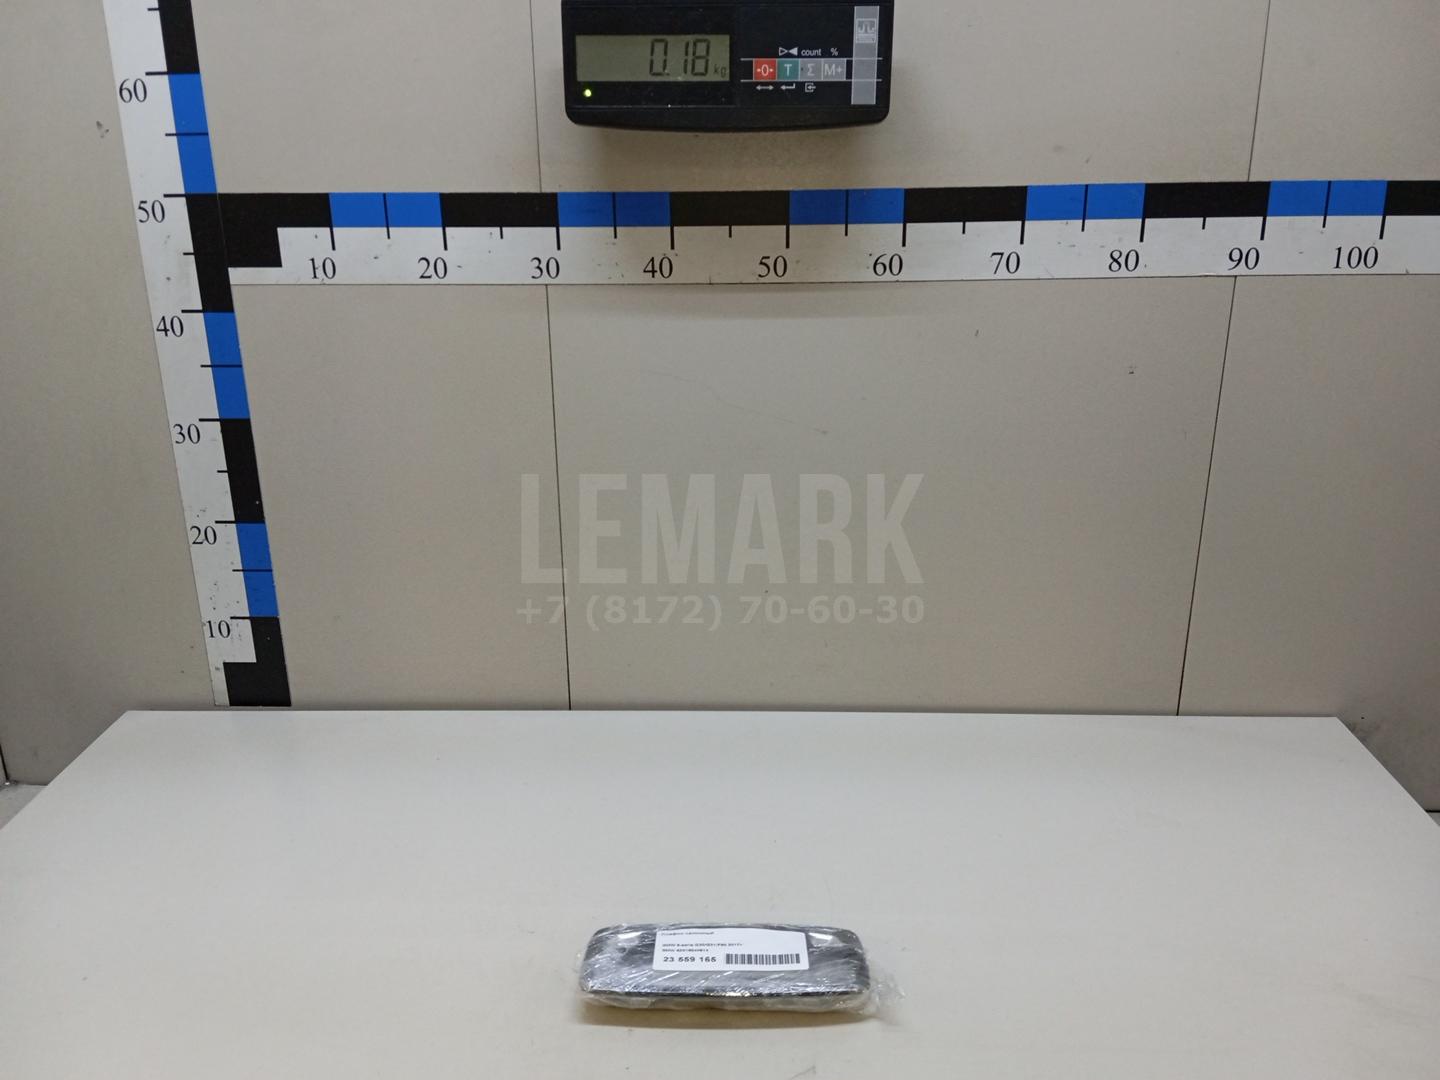 0.18 kg
count %
-0- T Σ M+
60
50
10 20 30 40 50 60 70 80 90 100
40
30
20
10
LEMARK
+7 (8172) 70-60-30
23 559 165